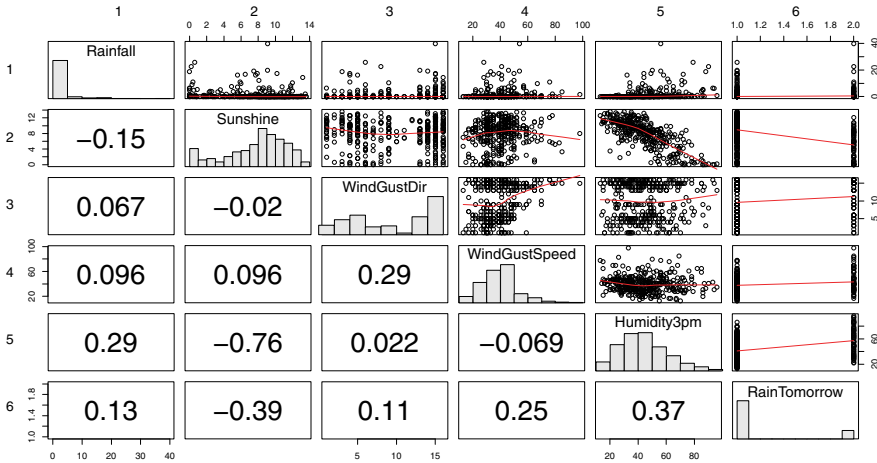 1 2 3 4 5 6
0 2 4 6 8 10 14 20 40 60 80 100 1.0 1.2 1.4 1.6 1.8 2.0
1 Rainfall 0 20 40
2 −0.15 Sunshine 0 4 8 12
3 0.067 −0.02 WindGustDir 5 10
4 20 60 100 0.096 0.096 0.29 WindGustSpeed
5 0.29 −0.76 0.022 −0.069 Humidity3pm 20 60
6 1.0 1.4 1.8 0.13 −0.39 0.11 0.25 0.37 RainTomorrow
0 10 20 30 40 5 10 15 20 40 60 80